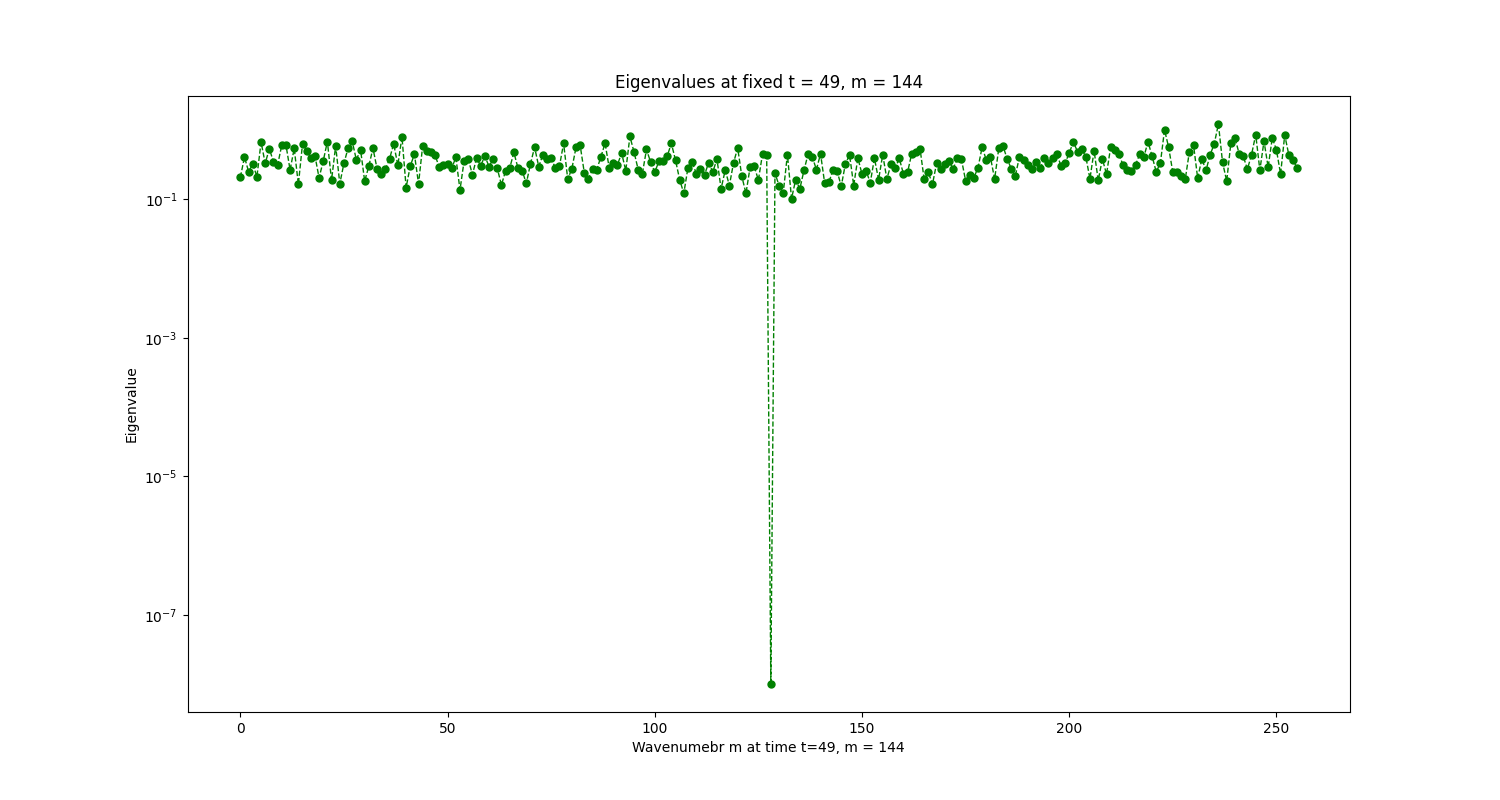 Eigenvalues at fixed t = 49, m = 144
Eigenvalue
10⁻¹
10⁻³
10⁻⁵
10⁻⁷
0 50 100 150 200 250
Wavenumebr m at time t=49, m = 144